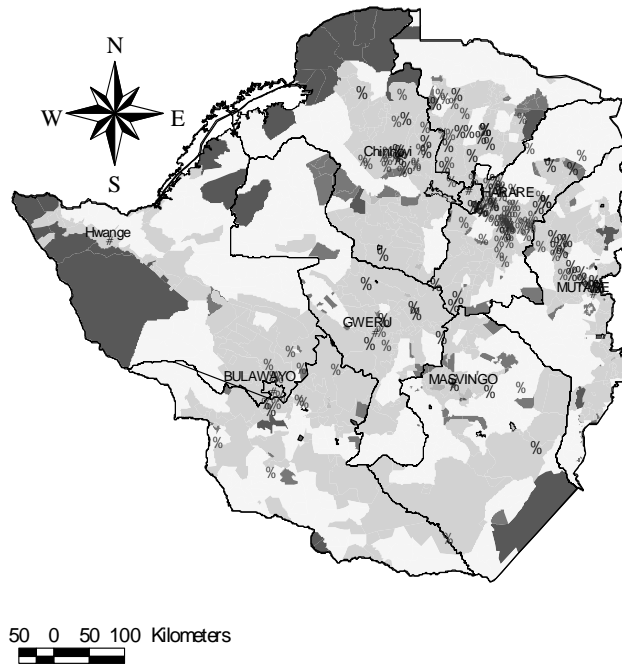 N
W E
S
Chinhoyi
HARARE
Hwange
MUTARE
GWERU
BULAWAYO
MASVINGO
50 0 50 100 Kilometers